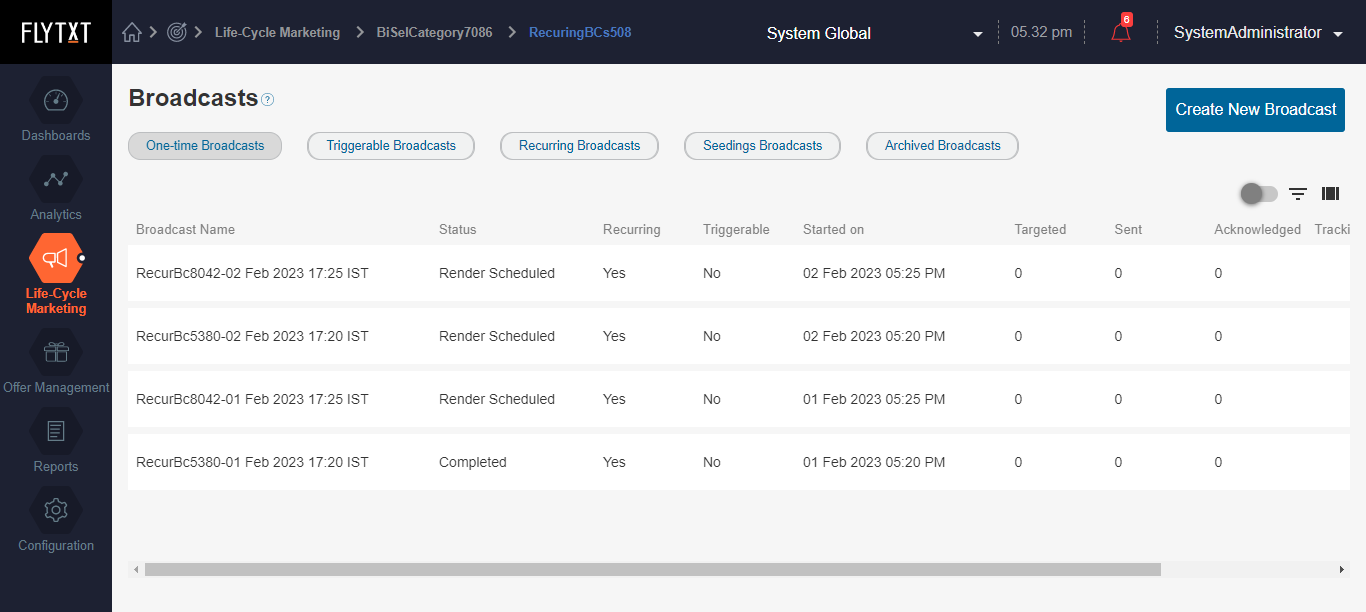 FLYTXT
Life-Cycle Marketing
BiSelCategory7086
RecuringBCs508
System Global
05.32 pm
6
SystemAdministrator
Dashboards
Analytics
Life-Cycle
Marketing
Offer Management
Reports
Configuration
Broadcasts ?
Create New Broadcast
One-time Broadcasts
Triggerable Broadcasts
Recurring Broadcasts
Seedings Broadcasts
Archived Broadcasts
Broadcast Name Status Recurring Triggerable Started on Targeted Sent Acknowledged Tracki
RecurBc8042-02 Feb 2023 17:25 IST Render Scheduled Yes No 02 Feb 2023 05:25 PM 0 0 0
RecurBc5380-02 Feb 2023 17:20 IST Render Scheduled Yes No 02 Feb 2023 05:20 PM 0 0 0
RecurBc8042-01 Feb 2023 17:25 IST Render Scheduled Yes No 01 Feb 2023 05:25 PM 0 0 0
RecurBc5380-01 Feb 2023 17:20 IST Completed Yes No 01 Feb 2023 05:20 PM 0 0 0